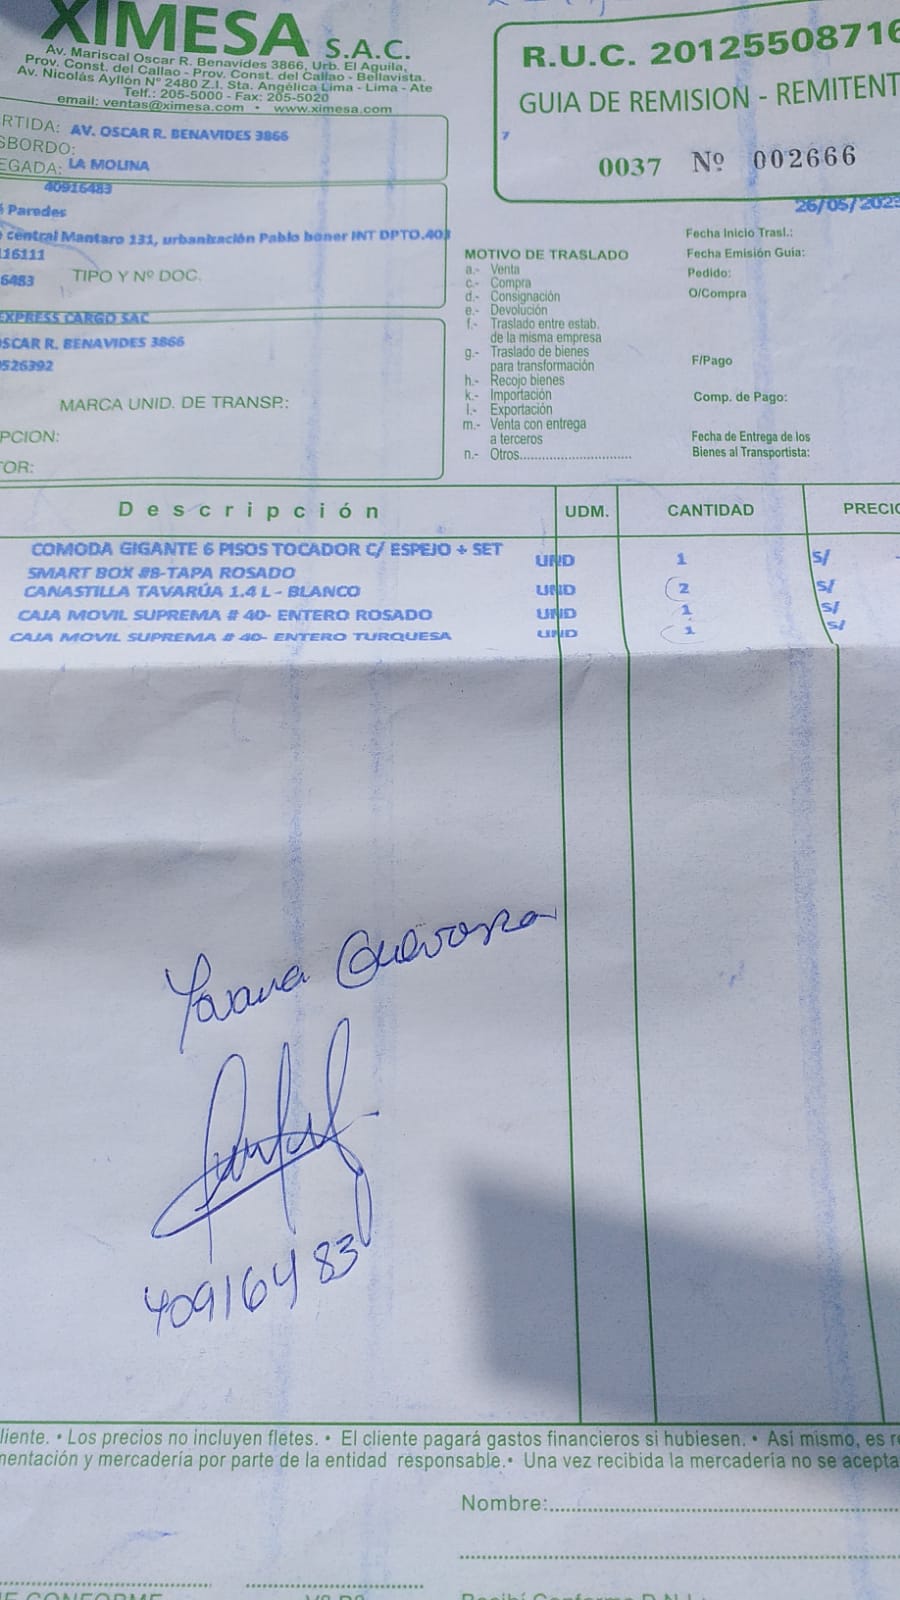 XIMESA S.A.C.
Av. Mariscal Oscar R. Benavides 3866, Urb. El Aguila,
Prov. Const. del Callao - Prov. Const. del Callao - Bellavista.
Av. Nicolás Ayllón Nº 2480 Z.I. Sta. Angélica Lima - Lima - Ate
Telf.: 205-5000 - Fax: 205-5020
email: ventas@ximesa.com • www.ximesa.com
R.U.C. 20125508716
GUIA DE REMISION - REMITENT
0037 Nº 002666
RTIDA: AV. OSCAR R. BENAVIDES 3866
SBORDO:
EGADA: LA MOLINA
40916483
Paredes
central Mantaro 131, urbanización Pablo boner INT DPTO.403
16111
6483 TIPO Y Nº DOC.
EXPRESS CARGO SAC
SCAR R. BENAVIDES 3866
526392
MARCA UNID. DE TRANSP.:
PCION:
TOR:
MOTIVO DE TRASLADO
a.- Venta
c.- Compra
d.- Consignación
e.- Devolución
f.- Traslado entre estab.
de la misma empresa
g.- Traslado de bienes
para transformación
h.- Recojo bienes
k.- Importación
l.- Exportación
m.- Venta con entrega
a terceros
n.- Otros..............................
26/05/2023
Fecha Inicio Trasl.:
Fecha Emisión Guía:
Pedido:
O/Compra
F/Pago
Comp. de Pago:
Fecha de Entrega de los
Bienes al Transportista:
Descripción UDM. CANTIDAD PRECIO
COMODA GIGANTE 6 PISOS TOCADOR C/ ESPEJO + SET UND 1 S/ -
SMART BOX #8-TAPA ROSADO
CANASTILLA TAVARÚA 1.4 L - BLANCO UND 2 S/
CAJA MOVIL SUPREMA # 40- ENTERO ROSADO UND 1 S/
CAJA MOVIL SUPREMA # 40- ENTERO TURQUESA UND 1 S/
40916483
liente. • Los precios no incluyen fletes. • El cliente pagará gastos financieros si hubiesen. • Asi mismo, es re
mentación y mercadería por parte de la entidad responsable. • Una vez recibida la mercadería no se acepta
Nombre: